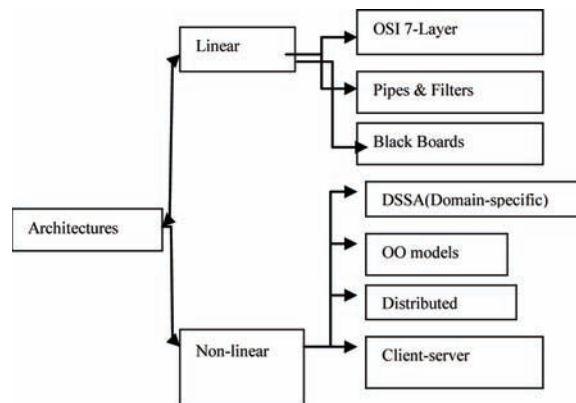 OSI 7-Layer
Linear
Pipes & Filters
Black Boards
DSSA(Domain-specific)
Architectures
OO models
Distributed
Non-linear
Client-server